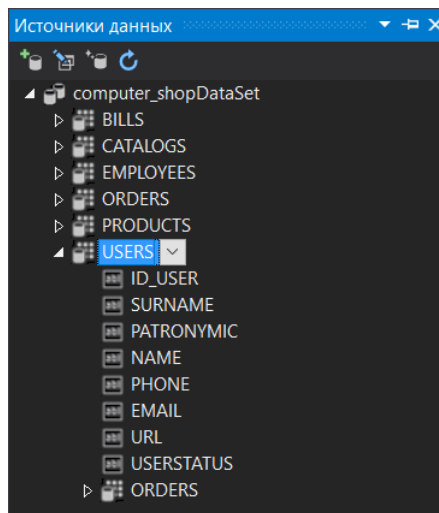 Источники данных
computer_shopDataSet
BILLS
CATALOGS
EMPLOYEES
ORDERS
PRODUCTS
USERS
ID_USER
SURNAME
PATRONYMIC
NAME
PHONE
EMAIL
URL
USERSTATUS
ORDERS